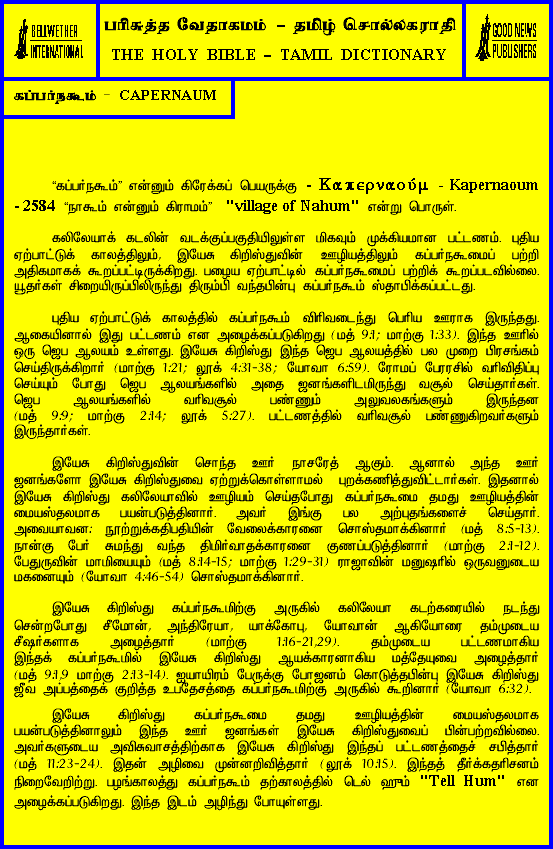 BELLWETHER
INTERNATIONAL
பரிசுத்த வேதாகமம் - தமிழ் சொல்லகராதி
THE HOLY BIBLE – TAMIL DICTIONARY
GOOD NEWS
PUBLISHERS
கப்பர்நகூம் - CAPERNAUM
“கப்பர்நகூம்” என்னும் கிரேக்கப் பெயருக்கு - Καπερναούμ - Kapernaoum
- 2584 “நாகூம் என்னும் கிராமம்” "village of Nahum" என்று பொருள்.
கலிலேயாக் கடலின் வடக்குப்பகுதியிலுள்ள மிகவும் முக்கியமான பட்டணம். புதிய
ஏற்பாட்டுக் காலத்திலும், இயேசு கிறிஸ்துவின் ஊழியத்திலும் கப்பர்நகூமைப் பற்றி
அதிகமாகக் கூறப்பட்டிருக்கிறது. பழைய ஏற்பாட்டில் கப்பர்நகூமைப் பற்றிக் கூறப்படவில்லை.
யூதர்கள் சிறையிருப்பிலிருந்து திரும்பி வந்தபின்பு கப்பர்நகூம் ஸ்தாபிக்கப்பட்டது.
புதிய ஏற்பாட்டுக் காலத்தில் கப்பர்நகூம் விரிவடைந்து பெரிய ஊராக இருந்தது.
ஆகையினால் இது பட்டணம் என அழைக்கப்படுகிறது (மத் 9:1; மாற்கு 1:33). இந்த ஊரில்
ஒரு ஜெப ஆலயம் உள்ளது. இயேசு கிறிஸ்து இந்த ஜெப ஆலயத்தில் பல முறை பிரசங்கம்
செய்திருக்கிறார் (மாற்கு 1:21; லூக் 4:31-38; யோவா 6:59). ரோமப் பேரரசில் வரிவிதிப்பு
செய்யும் போது ஜெப ஆலயங்களில் அதை ஜனங்களிடமிருந்து வசூல் செய்தார்கள்.
ஜெப ஆலயங்களில் வரிவசூல் பண்ணும் அலுவலகங்களும் இருந்தன
(மத் 9:9; மாற்கு 2:14; லூக் 5:27). பட்டணத்தில் வரிவசூல் பண்ணுகிறவர்களும்
இருந்தார்கள்.
இயேசு கிறிஸ்துவின் சொந்த ஊர் நாசரேத் ஆகும். ஆனால் அந்த ஊர்
ஜனங்களோ இயேசு கிறிஸ்துவை ஏற்றுக்கொள்ளாமல் புறக்கணித்துவிட்டார்கள். இதனால்
இயேசு கிறிஸ்து கலிலேயாவில் ஊழியம் செய்தபோது கப்பர்நகூமை தமது ஊழியத்தின்
மையஸ்தலமாக பயன்படுத்தினார். அவர் இங்கு பல அற்புதங்களைச் செய்தார்.
அவையாவன: நூற்றுக்கதிபதியின் வேலைக்காரனை சொஸ்தமாக்கினார் (மத் 8:5-13).
நான்கு பேர் சுமந்து வந்த திமிர்வாதக்காரனை குணப்படுத்தினார் (மாற்கு 2:1-12).
பேதுருவின் மாமியையும் (மத் 8:14-15; மாற்கு 1:29-31) ராஜாவின் மனுஷரில் ஒருவனுடைய
மகனையும் (யோவா 4:46-54) சொஸ்தமாக்கினார்.
இயேசு கிறிஸ்து கப்பர்நகூமிற்கு அருகில் கலிலேயா கடற்கரையில் நடந்து
சென்றபோது சீமோன், அந்திரேயா, யாக்கோபு, யோவான் ஆகியோரை தம்முடைய
சீஷர்களாக அழைத்தார் (மாற்கு 1:16-21,29). தம்முடைய பட்டணமாகிய
இந்தக் கப்பர்நகூமில் இயேசு கிறிஸ்து ஆயக்காரனாகிய மத்தேயுவை அழைத்தார்
(மத் 9:1,9 மாற்கு 2:13-14). ஐயாயிரம் பேருக்கு போஜனம் கொடுத்தபின்பு இயேசு கிறிஸ்து
ஜீவ அப்பத்தைக் குறித்த உபதேசத்தை கப்பர்நகூமிற்கு அருகில் கூறினார் (யோவா 6:32).
இயேசு கிறிஸ்து கப்பர்நகூமை தமது ஊழியத்தின் மையஸ்தலமாக
பயன்படுத்தினாலும் இந்த ஊர் ஜனங்கள் இயேசு கிறிஸ்துவைப் பின்பற்றவில்லை.
அவர்களுடைய அவிசுவாசத்திற்காக இயேசு கிறிஸ்து இந்தப் பட்டணத்தைச் சபித்தார்
(மத் 11:23-24). இதன் அழிவை முன்னறிவித்தார் (லூக் 10:15). இந்தத் தீர்க்கதரிசனம்
நிறைவேறிற்று. பழங்காலத்து கப்பர்நகூம் தற்காலத்தில் டெல் ஹூம் "Tell Hum" என
அழைக்கப்படுகிறது. இந்த இடம் அழிந்து போயுள்ளது.